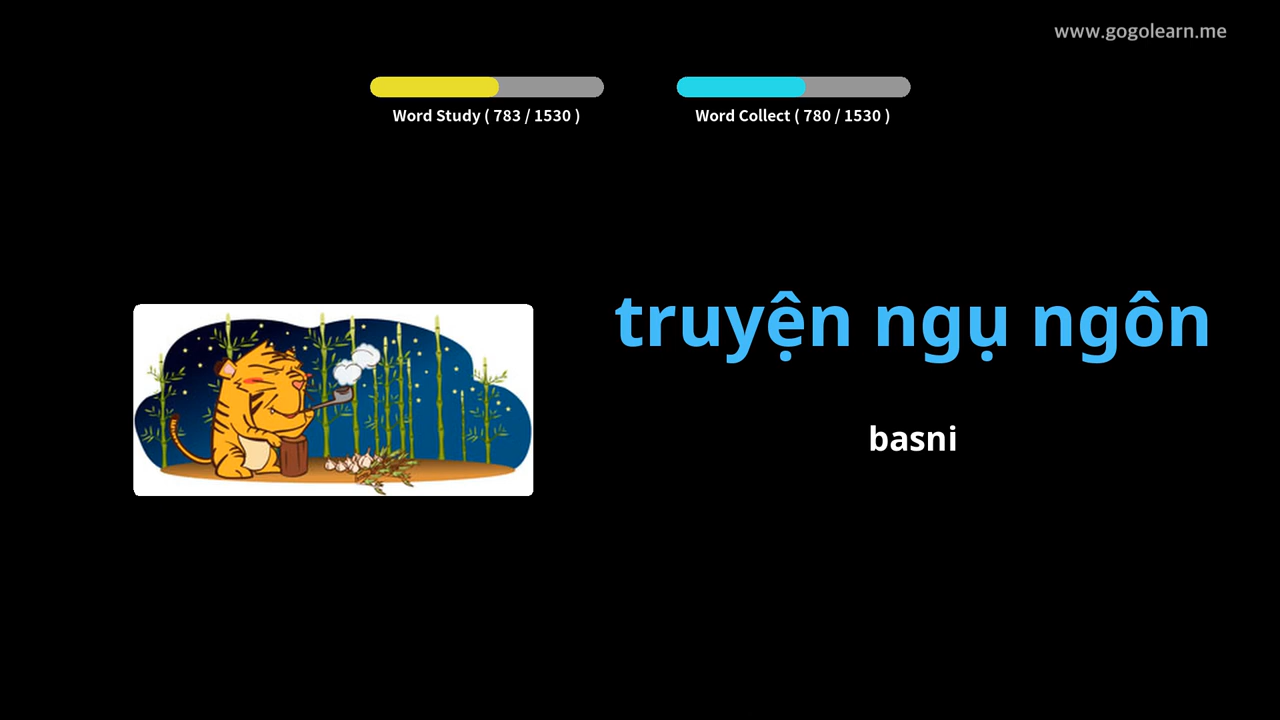 www.gogolearn.me
Word Study ( 783 / 1530 )
Word Collect ( 780 / 1530 )
truyện ngụ ngôn
basni